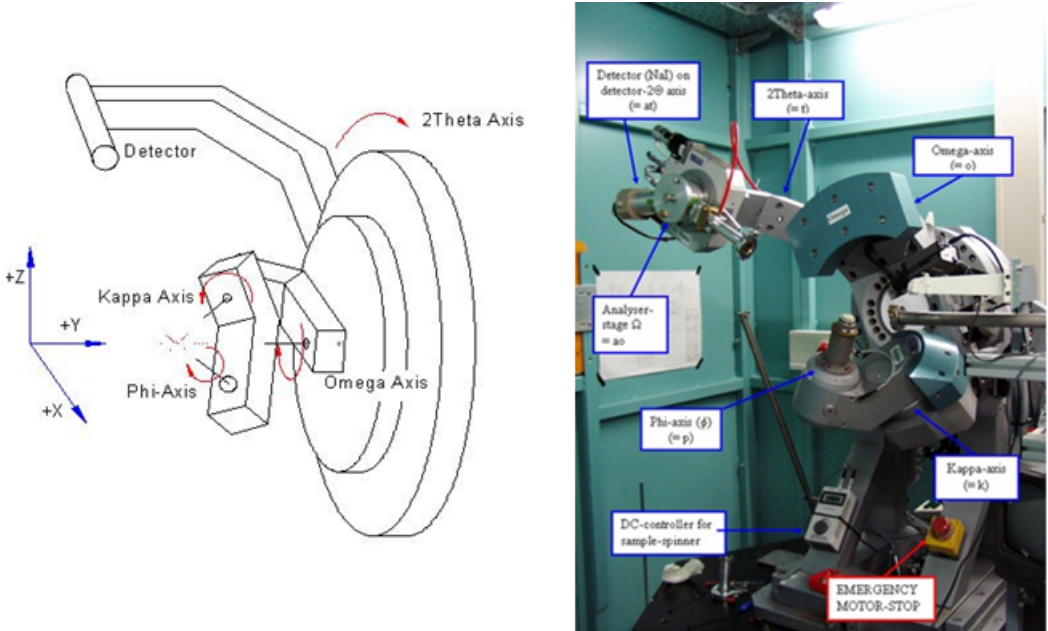 2Theta Axis
Detector
+Z
Kappa Axis
+Y
Phi-Axis
Omega Axis
+X
Detector (NaI) on
detector-2Θ axis
(= at)
2Theta-axis
(= t)
Omega-axis
(= o)
Omega
Analyser-
stage Ω
= ao
Phi-axis (ϕ)
(= p)
Kappa-axis
(= k)
DC-controller for
sample-spinner
EMERGENCY
MOTOR-STOP